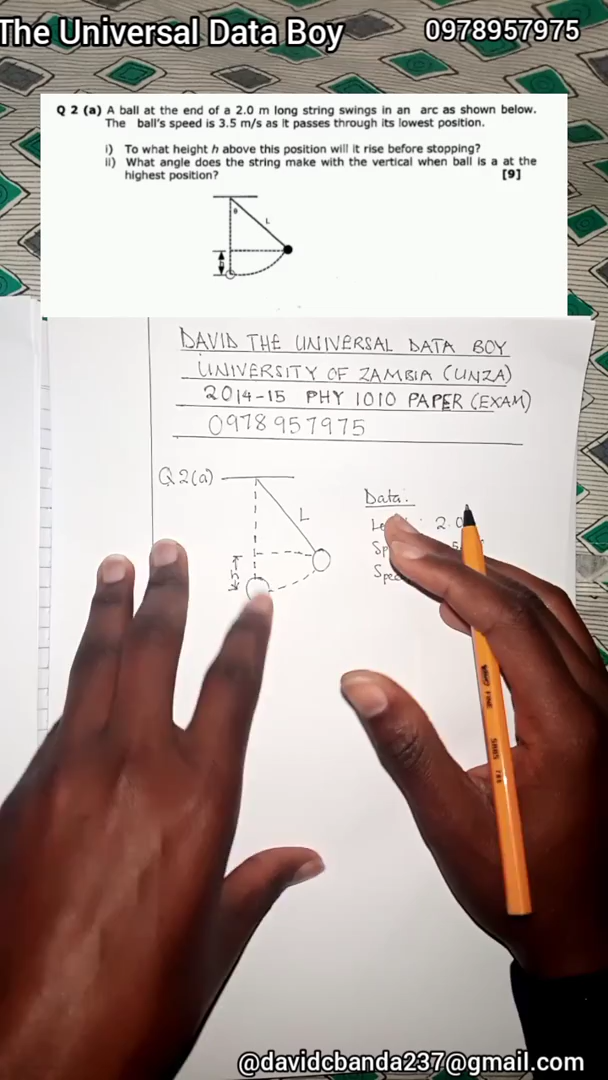 The Universal Data Boy 0978957975
Q 2 (a) A ball at the end of a 2.0 m long string swings in an arc as shown below.
The ball's speed is 3.5 m/s as it passes through its lowest position.
i) To what height h above this position will it rise before stopping?
ii) What angle does the string make with the vertical when ball is a at the
highest position? [9]
θ
L
h
DAVID THE UNIVERSAL DATA BOY
UNIVERSITY OF ZAMBIA (UNZA)
2014-15 PHY 1010 PAPER (EXAM)
0978957975
Q2(a)
L
h
Data:
2.0
@davidcbanda237@gmail.com